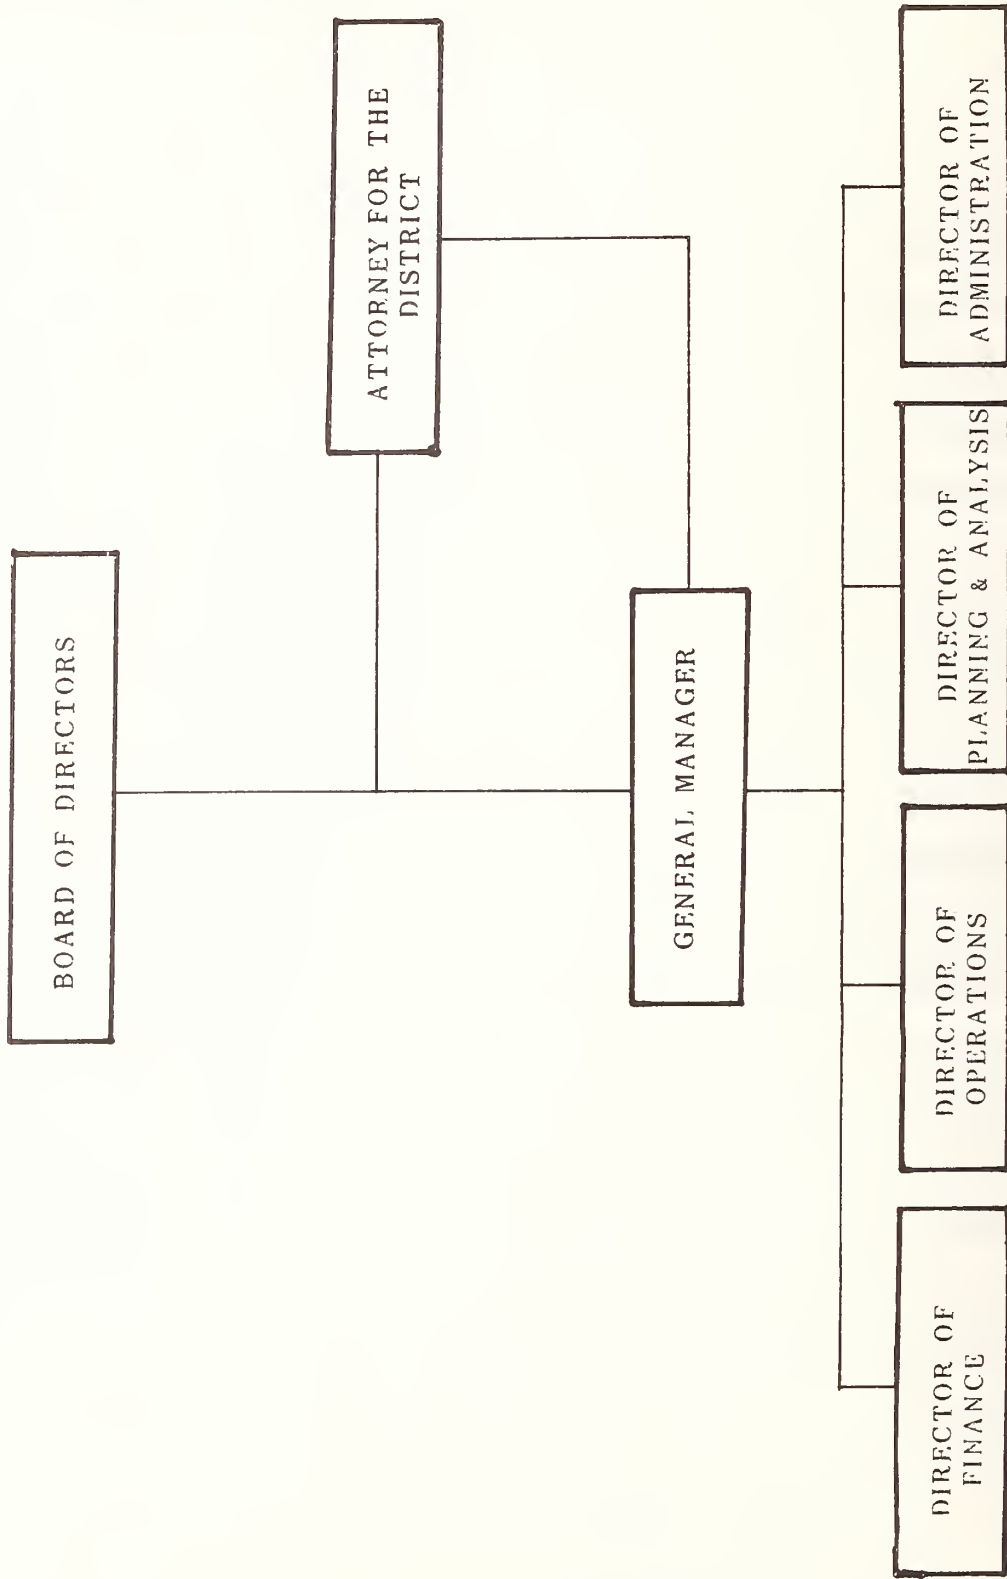 BOARD OF DIRECTORS
ATTORNEY FOR THE
DISTRICT
GENERAL MANAGER
DIRECTOR OF
FINANCE
DIRECTOR OF
OPERATIONS
DIRECTOR OF
PLANNING & ANALYSIS
DIRECTOR OF
ADMINISTRATION